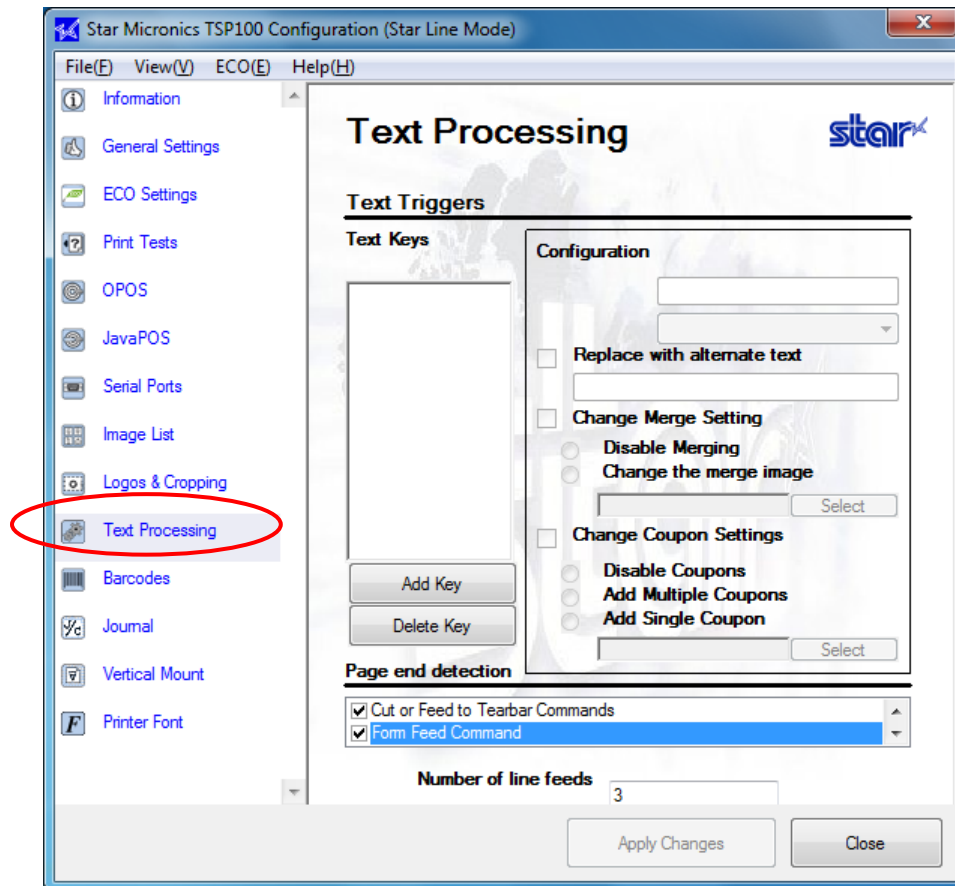 Star Micronics TSP100 Configuration (Star Line Mode)
File(F) View(V) ECO(E) Help(H)
Information
General Settings
ECO Settings
Print Tests
OPOS
JavaPOS
Serial Ports
Image List
Logos & Cropping
Text Processing
Barcodes
Journal
Vertical Mount
Printer Font
Text Processing
star
Text Triggers
Text Keys
Add Key
Delete Key
Configuration
Replace with alternate text
Change Merge Setting
Disable Merging
Change the merge image
Select
Change Coupon Settings
Disable Coupons
Add Multiple Coupons
Add Single Coupon
Select
Page end detection
Cut or Feed to Tearbar Commands
Form Feed Command
Number of line feeds
3
Apply Changes
Close